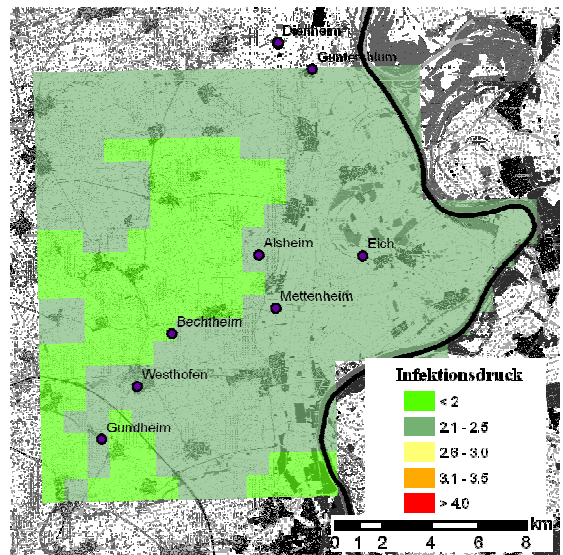 Dienheim
Guntersblum
Alsheim
Eich
Mettenheim
Bechtheim
Westhofen
Gundheim
Infektionsdruck
< 2
2.1 - 2.5
2.6 - 3.0
3.1 - 3.5
> 4.0
km
0 1 2 4 6 8